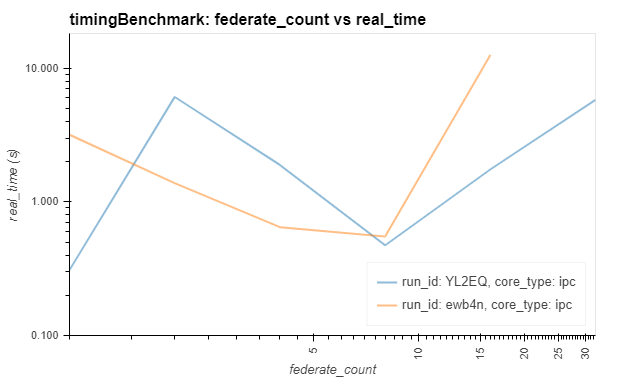 timingBenchmark: federate_count vs real_time
10.000
1.000
0.100
real_time (s)
run_id: YL2EQ, core_type: ipc
run_id: ewb4n, core_type: ipc
5
10
15
20
25
30
federate_count